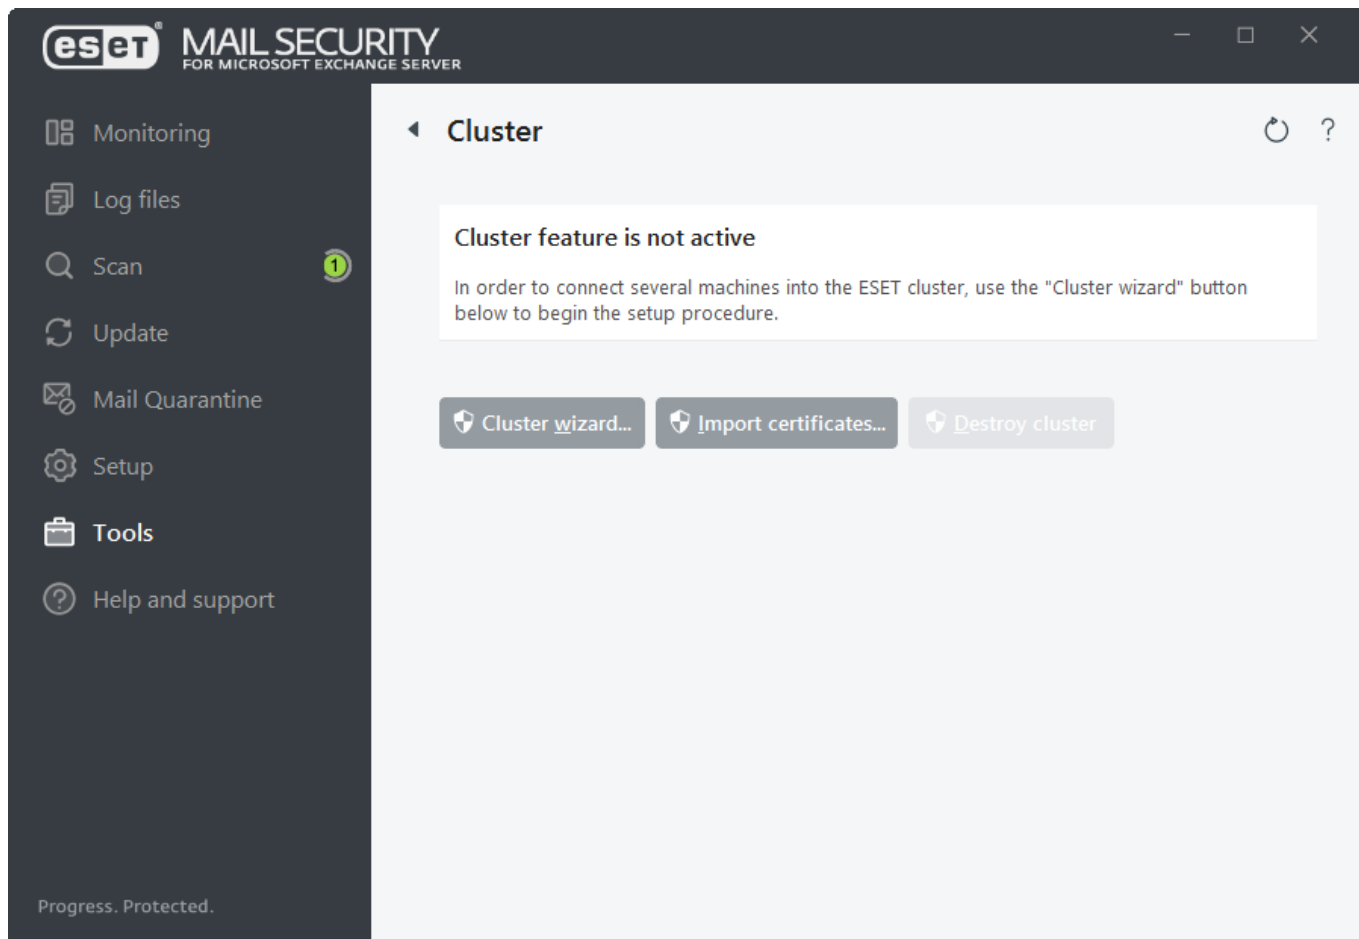 eset® MAIL SECURITY
FOR MICROSOFT EXCHANGE SERVER
Monitoring
Log files
Scan 1
Update
Mail Quarantine
Setup
Tools
Help and support
Progress. Protected.
Cluster ?
Cluster feature is not active
In order to connect several machines into the ESET cluster, use the "Cluster wizard" button
below to begin the setup procedure.
Cluster wizard... Import certificates... Destroy cluster